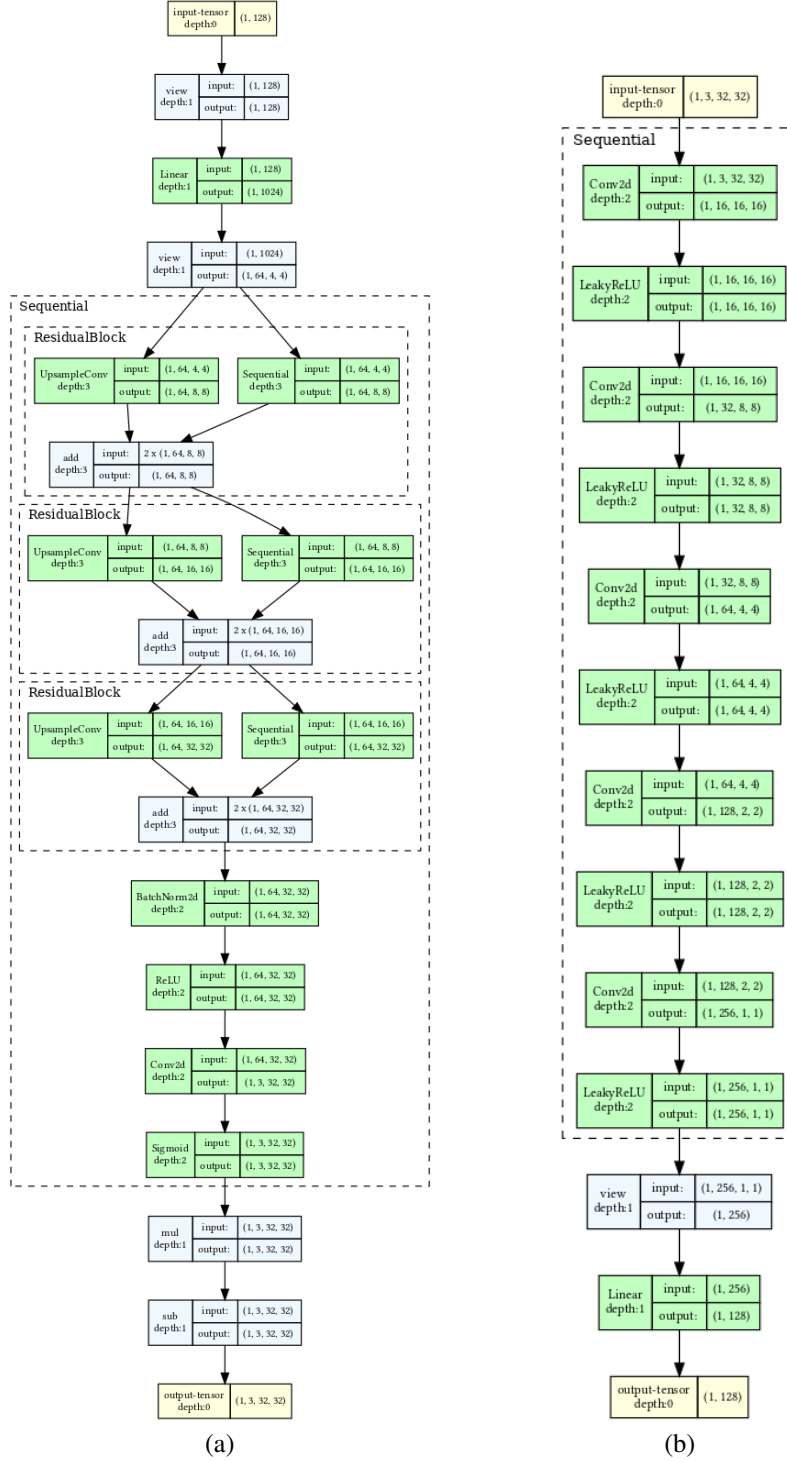 input-tensor
depth:0
(1, 128)
view
depth:1
input:
(1, 128)
output:
(1, 128)
Linear
depth:1
input:
(1, 128)
output:
(1, 1024)
view
depth:1
input:
(1, 1024)
output:
(1, 64, 4, 4)
Sequential
ResidualBlock
UpsampleConv
depth:3
input:
(1, 64, 4, 4)
output:
(1, 64, 8, 8)
Sequential
depth:3
input:
(1, 64, 4, 4)
output:
(1, 64, 8, 8)
add
depth:3
input:
2 x (1, 64, 8, 8)
output:
(1, 64, 8, 8)
ResidualBlock
UpsampleConv
depth:3
input:
(1, 64, 8, 8)
output:
(1, 64, 16, 16)
Sequential
depth:3
input:
(1, 64, 8, 8)
output:
(1, 64, 16, 16)
add
depth:3
input:
2 x (1, 64, 16, 16)
output:
(1, 64, 16, 16)
ResidualBlock
UpsampleConv
depth:3
input:
(1, 64, 16, 16)
output:
(1, 64, 32, 32)
Sequential
depth:3
input:
(1, 64, 16, 16)
output:
(1, 64, 32, 32)
add
depth:3
input:
2 x (1, 64, 32, 32)
output:
(1, 64, 32, 32)
BatchNorm2d
depth:2
input:
(1, 64, 32, 32)
output:
(1, 64, 32, 32)
ReLU
depth:2
input:
(1, 64, 32, 32)
output:
(1, 64, 32, 32)
Conv2d
depth:2
input:
(1, 64, 32, 32)
output:
(1, 3, 32, 32)
Sigmoid
depth:2
input:
(1, 3, 32, 32)
output:
(1, 3, 32, 32)
mul
depth:1
input:
(1, 3, 32, 32)
output:
(1, 3, 32, 32)
sub
depth:1
input:
(1, 3, 32, 32)
output:
(1, 3, 32, 32)
output-tensor
depth:0
(1, 3, 32, 32)
(a)
input-tensor
depth:0
(1, 3, 32, 32)
Sequential
Conv2d
depth:2
input:
(1, 3, 32, 32)
output:
(1, 16, 16, 16)
LeakyReLU
depth:2
input:
(1, 16, 16, 16)
output:
(1, 16, 16, 16)
Conv2d
depth:2
input:
(1, 16, 16, 16)
output:
(1, 32, 8, 8)
LeakyReLU
depth:2
input:
(1, 32, 8, 8)
output:
(1, 32, 8, 8)
Conv2d
depth:2
input:
(1, 32, 8, 8)
output:
(1, 64, 4, 4)
LeakyReLU
depth:2
input:
(1, 64, 4, 4)
output:
(1, 64, 4, 4)
Conv2d
depth:2
input:
(1, 64, 4, 4)
output:
(1, 128, 2, 2)
LeakyReLU
depth:2
input:
(1, 128, 2, 2)
output:
(1, 128, 2, 2)
Conv2d
depth:2
input:
(1, 128, 2, 2)
output:
(1, 256, 1, 1)
LeakyReLU
depth:2
input:
(1, 256, 1, 1)
output:
(1, 256, 1, 1)
view
depth:1
input:
(1, 256, 1, 1)
output:
(1, 256)
Linear
depth:1
input:
(1, 256)
output:
(1, 128)
output-tensor
depth:0
(1, 128)
(b)